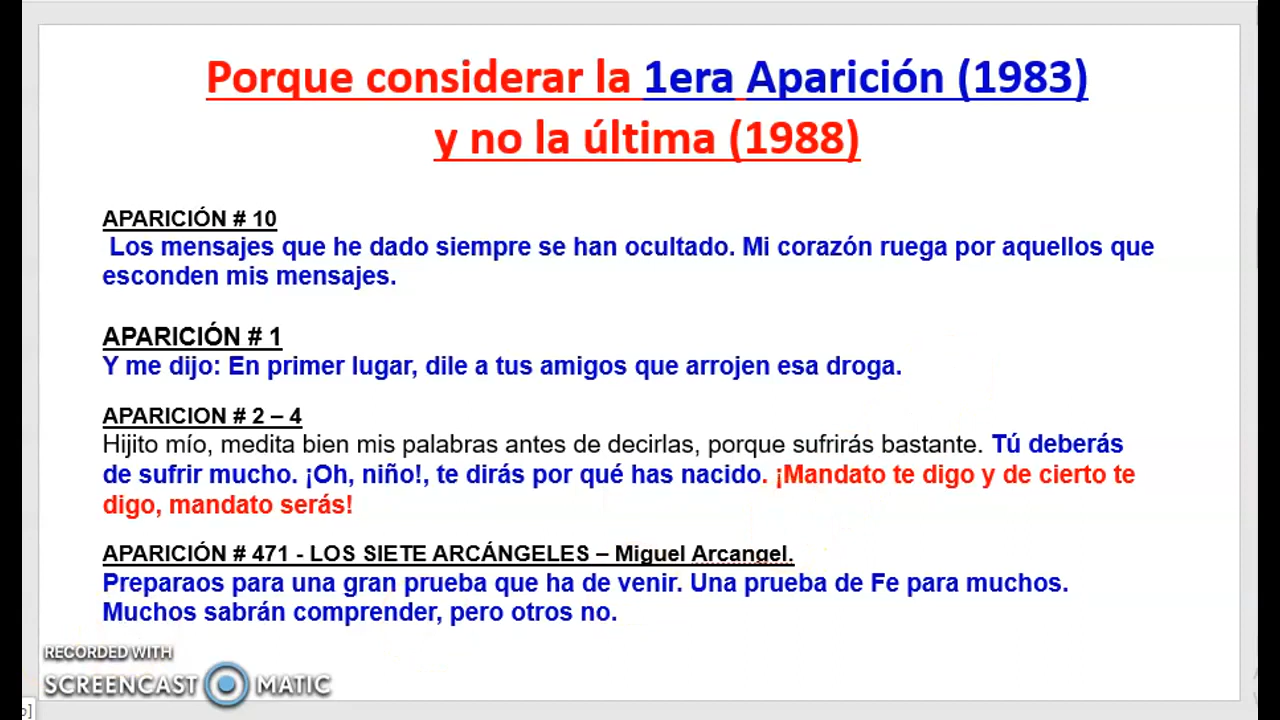 Porque considerar la 1era Aparición (1983)
y no la última (1988)
APARICIÓN # 10
Los mensajes que he dado siempre se han ocultado. Mi corazón ruega por aquellos que
esconden mis mensajes.
APARICIÓN # 1
Y me dijo: En primer lugar, dile a tus amigos que arrojen esa droga.
APARICION # 2 – 4
Hijito mío, medita bien mis palabras antes de decirlas, porque sufrirás bastante. Tú deberás
de sufrir mucho. ¡Oh, niño!, te dirás por qué has nacido. ¡Mandato te digo y de cierto te
digo, mandato serás!
APARICIÓN # 471 - LOS SIETE ARCÁNGELES – Miguel Arcangel.
Preparaos para una gran prueba que ha de venir. Una prueba de Fe para muchos.
Muchos sabrán comprender, pero otros no.
RECORDED WITH
SCREENCAST MATIC